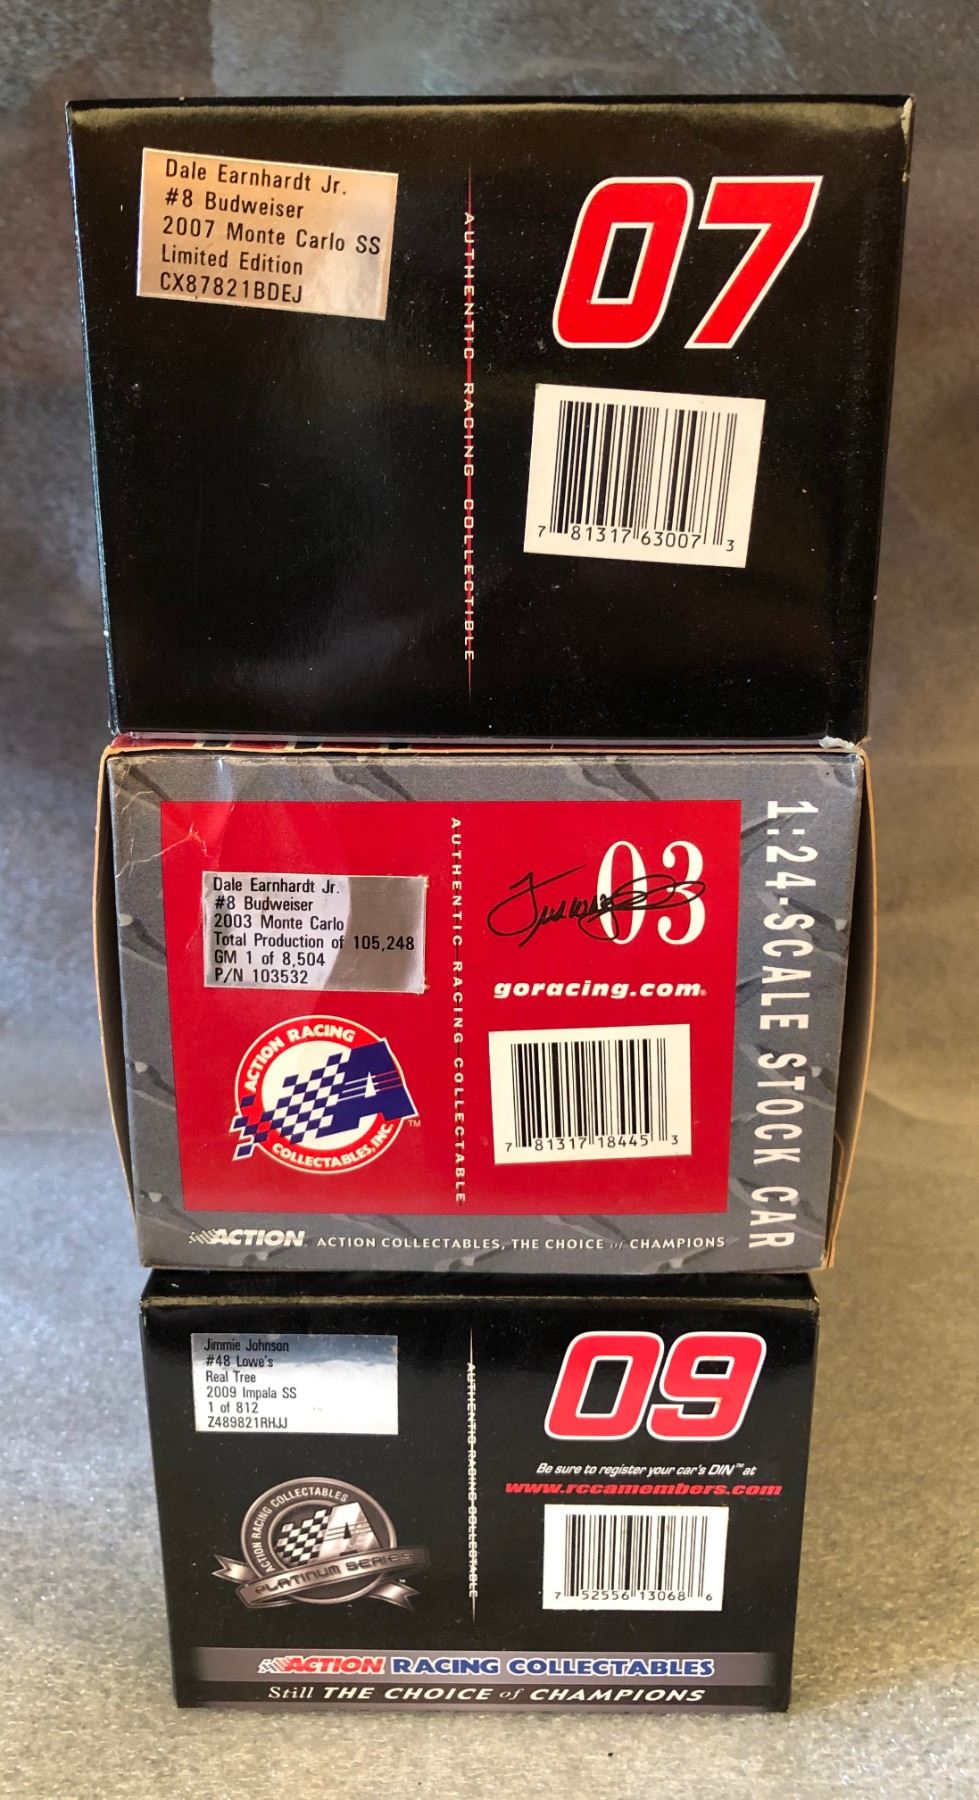 Dale Earnhardt Jr.
#8 Budweiser
2007 Monte Carlo SS
Limited Edition
CX87821BDEJ
AUTHENTIC RACING COLLECTIBLE
07
7 81317 63007 3
Dale Earnhardt Jr.
#8 Budweiser
2003 Monte Carlo
Total Production of 105,248
GM 1 of 8,504
P/N 103532
ACTION RACING
COLLECTABLES, INC.
TM
AUTHENTIC RACING COLLECTABLE
03
goracing.com
7 81317 18445 3
1:24-SCALE STOCK CAR
ACTION ACTION COLLECTABLES, THE CHOICE of CHAMPIONS
Jimmie Johnson
#48 Lowe's
Real Tree
2009 Impala SS
1 of 812
Z489821RHJJ
ACTION RACING COLLECTABLES
A
PLATINUM SERIES
AUTHENTIC RACING COLLECTABLE
09
Be sure to register your car's DIN™ at
www.rccamembers.com
7 52556 13068 6
ACTION RACING COLLECTABLES
Still THE CHOICE of CHAMPIONS